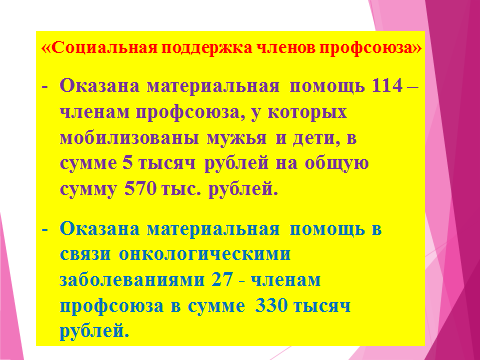 «Социальная поддержка членов профсоюза»
- Оказана материальная помощь 114 –
членам профсоюза, у которых
мобилизованы мужья и дети, в
сумме 5 тысяч рублей на общую
сумму 570 тыс. рублей.
- Оказана материальная помощь в
связи онкологическими
заболеваниями 27 - членам
профсоюза в сумме 330 тысяч
рублей.